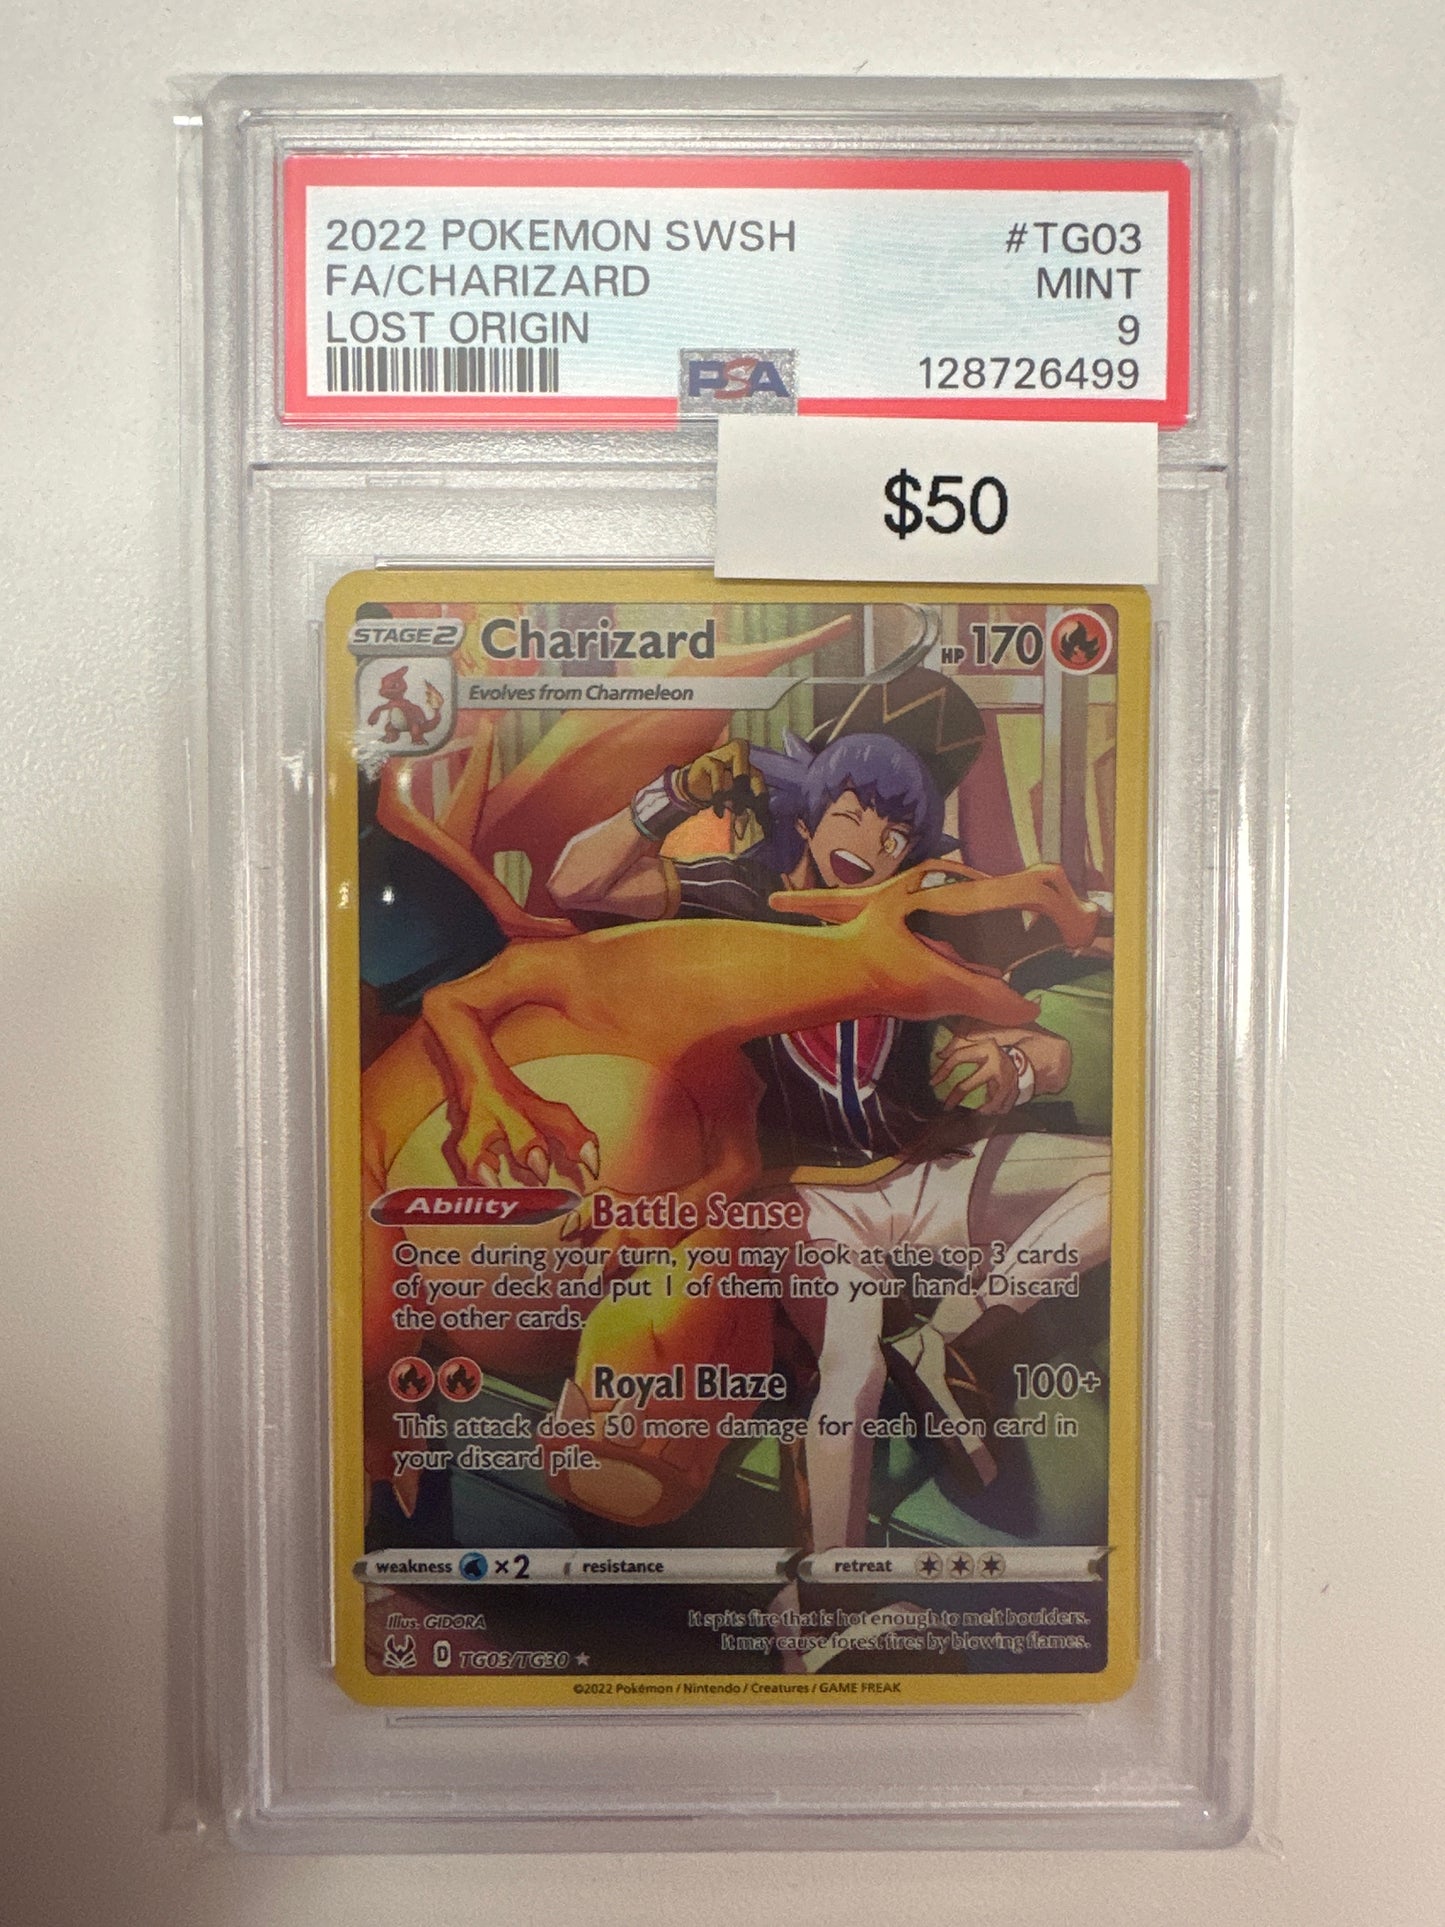 2022 POKEMON SWSH #TG03
FA/CHARIZARD MINT
LOST ORIGIN 9
PSA 128726499
$50
STAGE 2 Charizard HP 170
Evolves from Charmeleon
Ability Battle Sense
Once during your turn, you may look at the top 3 cards
of your deck and put 1 of them into your hand. Discard
the other cards.
Royal Blaze 100+
This attack does 50 more damage for each Leon card in
your discard pile.
weakness ×2 resistance retreat
Illus. GIDORA
It spits fire that is hot enough to melt boulders.
It may cause forest fires by blowing flames.
D TG03/TG30 ★
©2022 Pokémon / Nintendo / Creatures / GAME FREAK